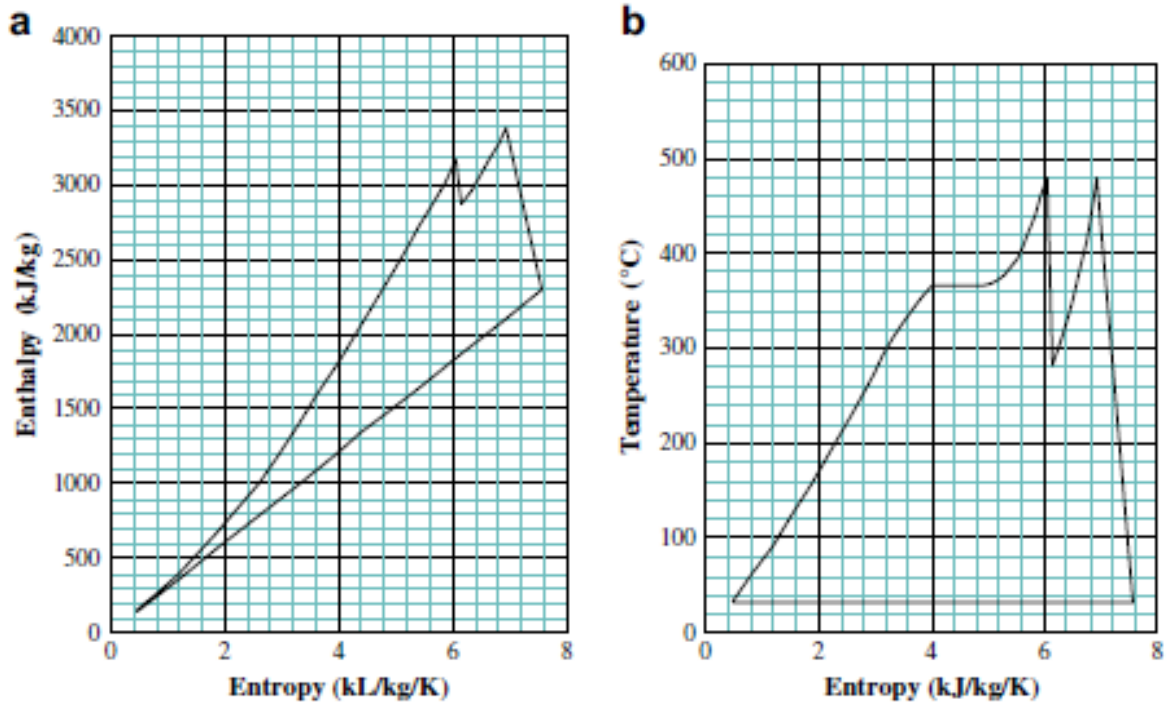 a
4000
3500
3000
2500
2000
1500
1000
500
0
0 2 4 6 8
Enthalpy (kJ/kg)
Entropy (kL/kg/K)
b
600
500
400
300
200
100
0
0 2 4 6 8
Temperature (°C)
Entropy (kJ/kg/K)